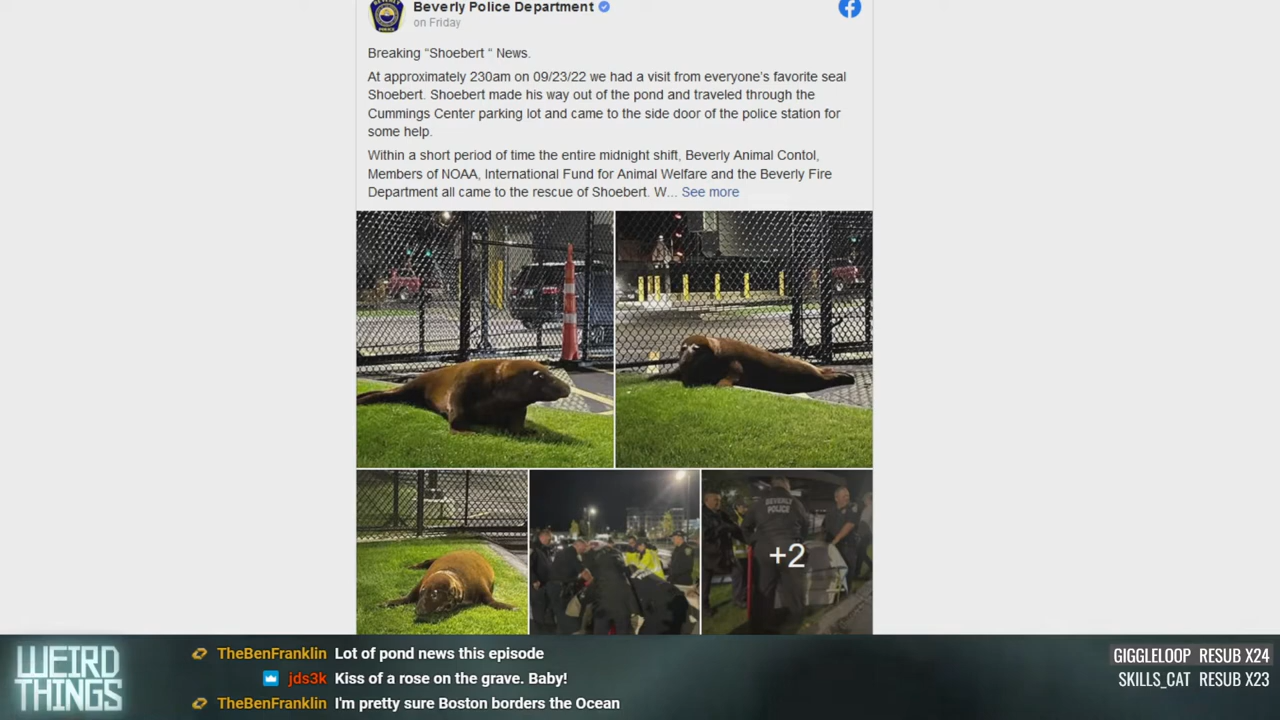 Beverly Police Department
on Friday
Breaking “Shoebert “ News.
At approximately 230am on 09/23/22 we had a visit from everyone's favorite seal
Shoebert. Shoebert made his way out of the pond and traveled through the
Cummings Center parking lot and came to the side door of the police station for
some help.
Within a short period of time the entire midnight shift, Beverly Animal Contol,
Members of NOAA, International Fund for Animal Welfare and the Beverly Fire
Department all came to the rescue of Shoebert. W... See more
BEVERLY
POLICE
+2
WEIRD
THINGS
TheBenFranklin Lot of pond news this episode
jds3k Kiss of a rose on the grave. Baby!
TheBenFranklin I'm pretty sure Boston borders the Ocean
GIGGLELOOP RESUB X24
SKILLS_CAT RESUB X23